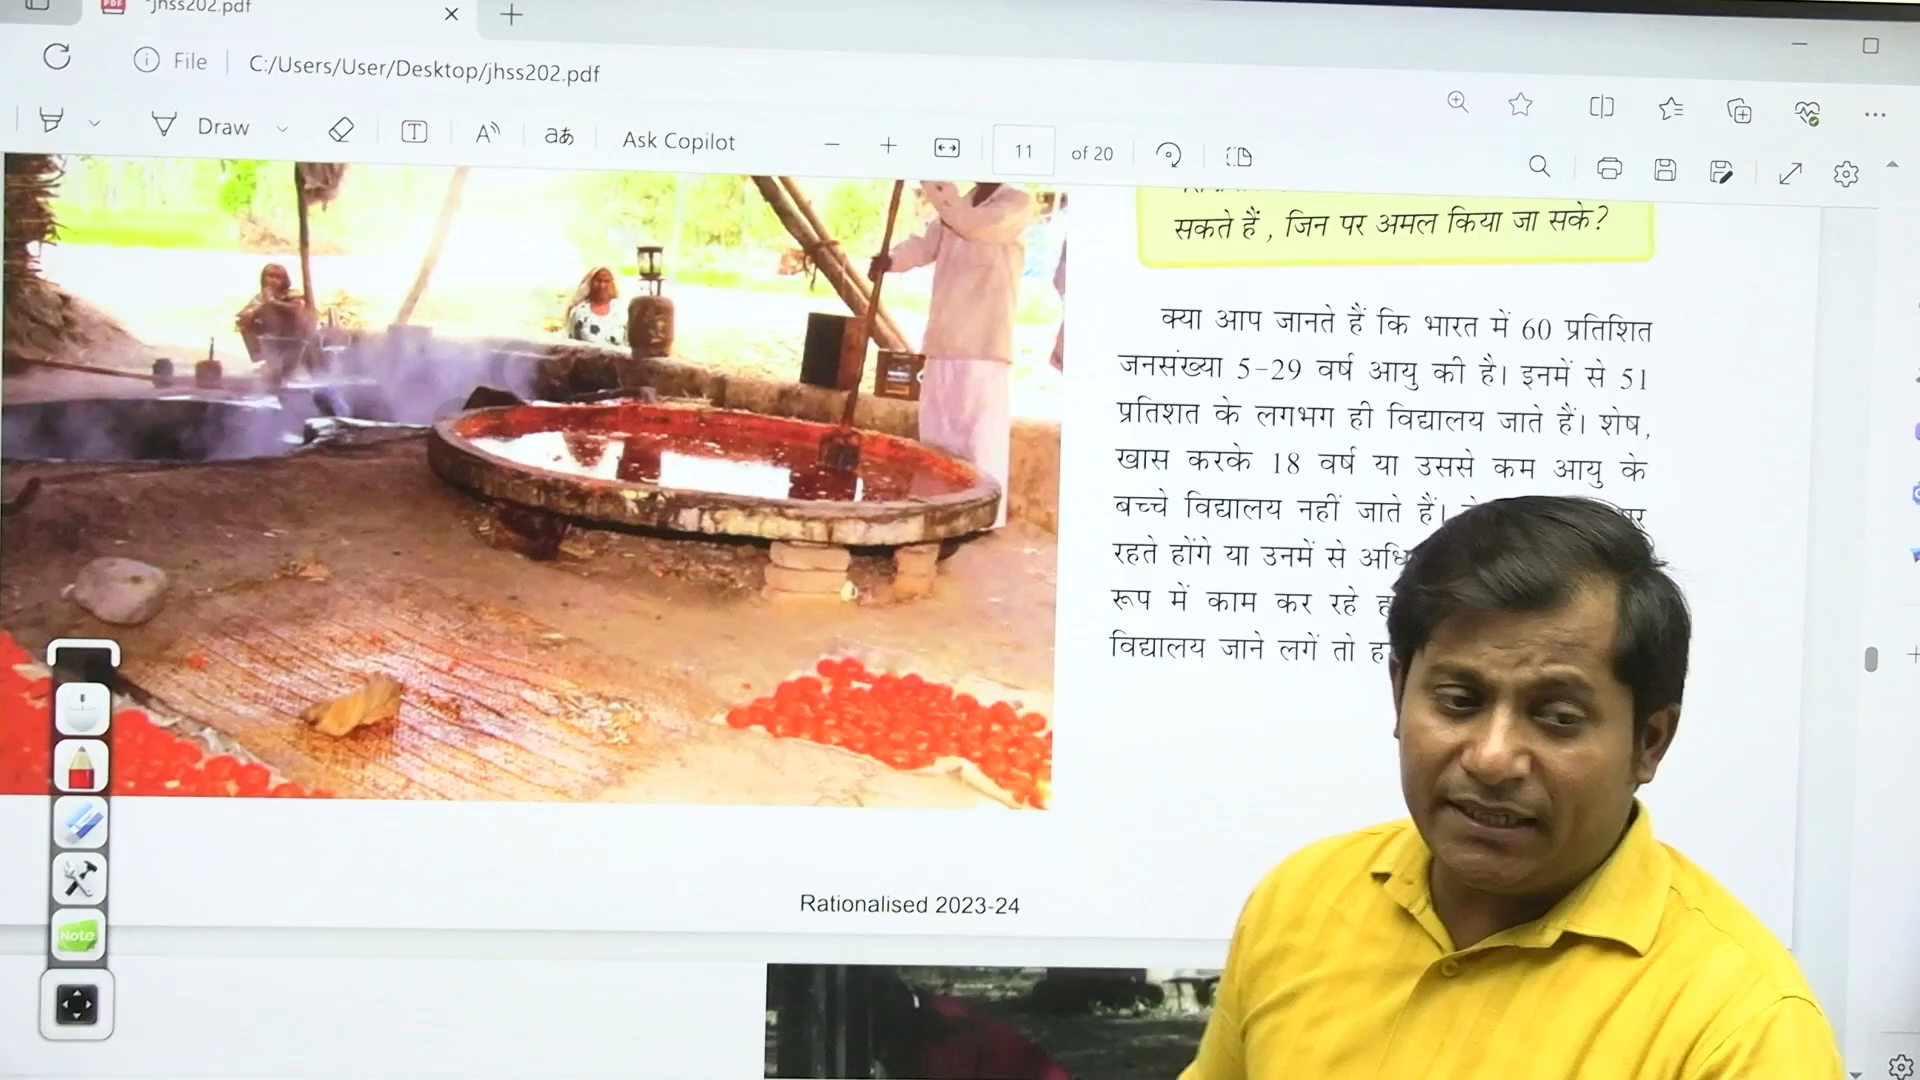 jhss202.pdf
File
C:/Users/User/Desktop/jhss202.pdf
Draw
Ask Copilot
11 of 20
सकते हैं, जिन पर अमल किया जा सके?
क्या आप जानते हैं कि भारत में 60 प्रतिशित
जनसंख्या 5-29 वर्ष आयु की है। इनमें से 51
प्रतिशत के लगभग ही विद्यालय जाते हैं। शेष,
खास करके 18 वर्ष या उससे कम आयु के
बच्चे विद्यालय नहीं जाते हैं।
रहते होंगे या उनमें से
रूप में काम कर रहे
विद्यालय जाने लगें तो
Note
Rationalised 2023-24